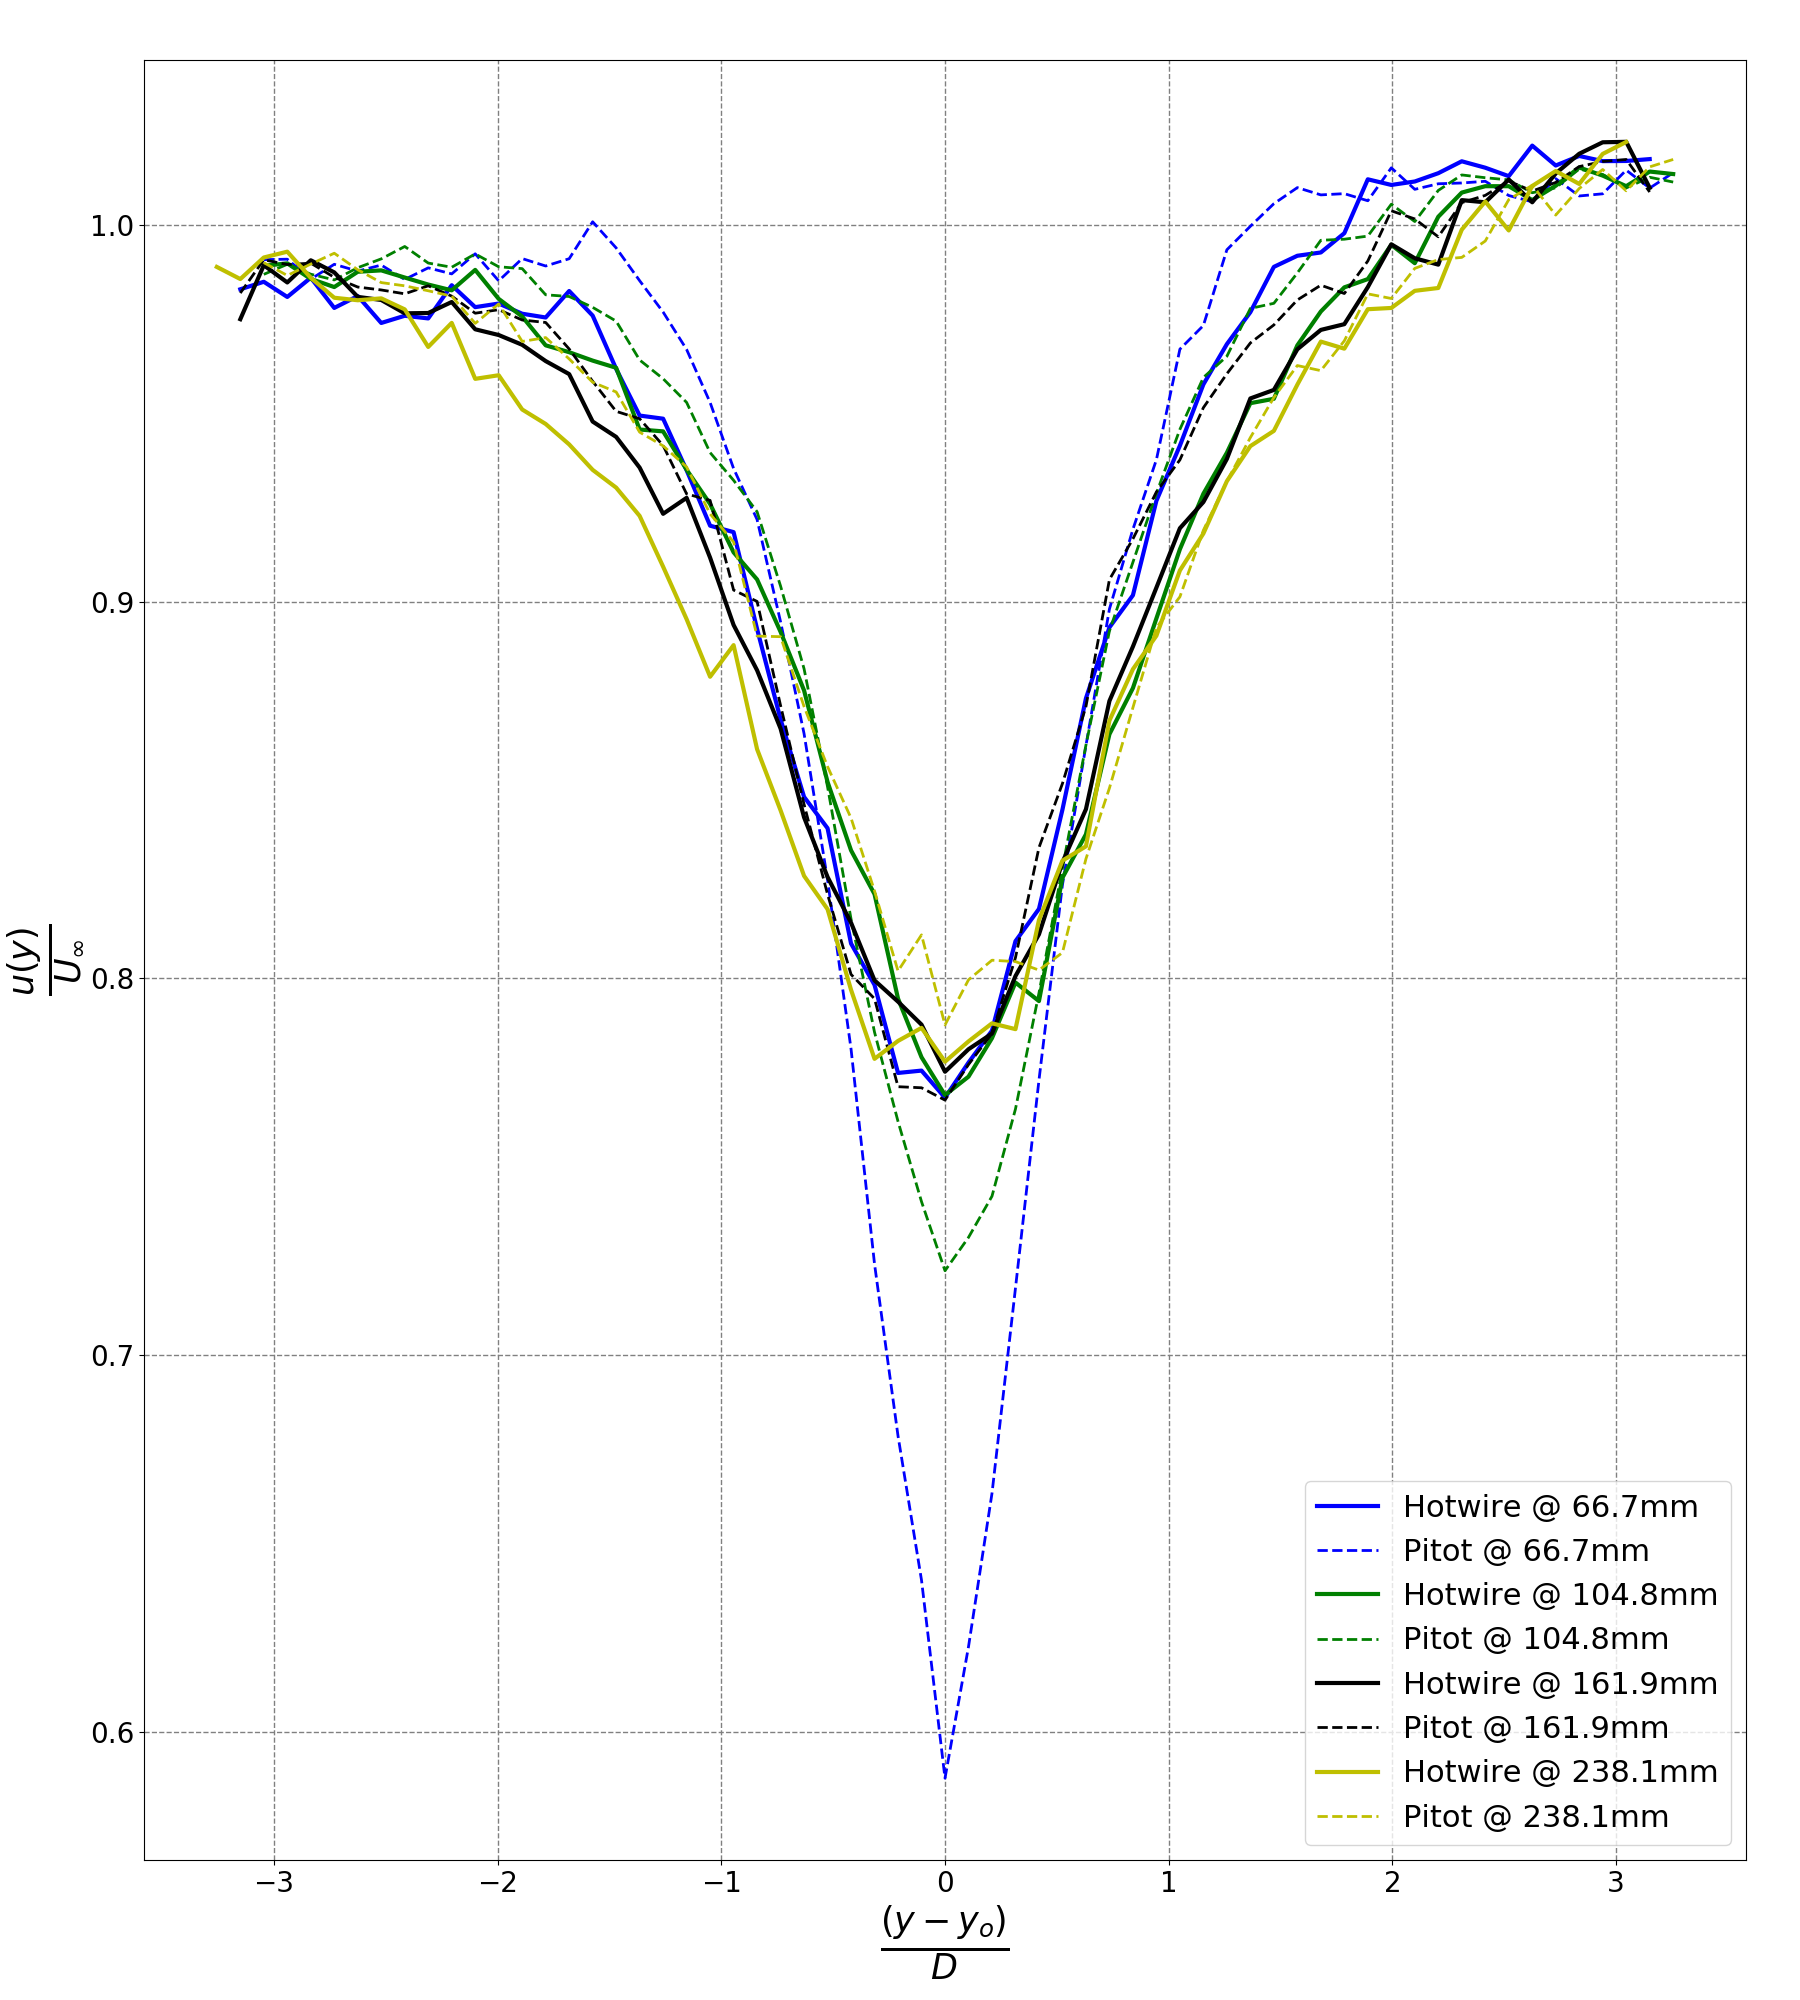 1.0
0.9
0.8
0.7
0.6
u(y)
U∞
Hotwire @ 66.7mm
Pitot @ 66.7mm
Hotwire @ 104.8mm
Pitot @ 104.8mm
Hotwire @ 161.9mm
Pitot @ 161.9mm
Hotwire @ 238.1mm
Pitot @ 238.1mm
−3 −2 −1 0 1 2 3
(y − yₒ)
D